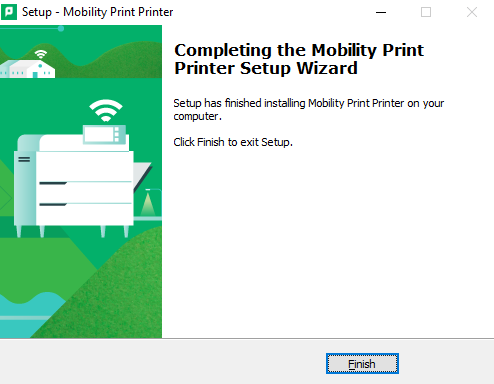 Setup - Mobility Print Printer
Completing the Mobility Print
Printer Setup Wizard
Setup has finished installing Mobility Print Printer on your
computer.
Click Finish to exit Setup.
Finish